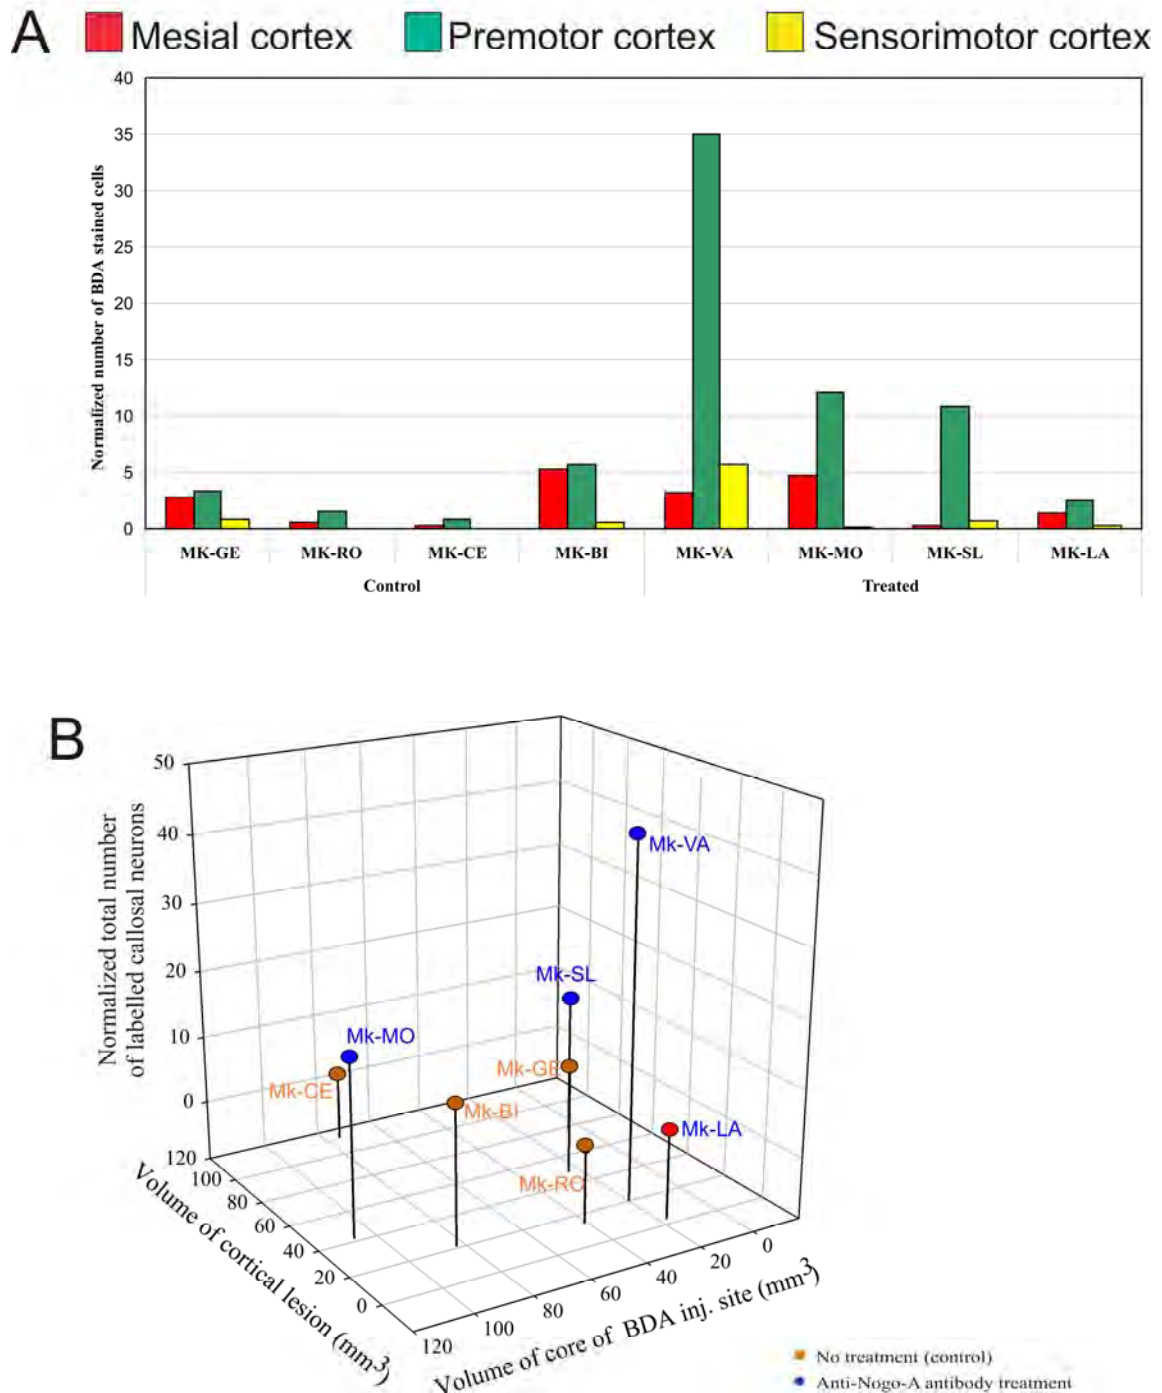 A Mesial cortex Premotor cortex Sensorimotor cortex
40
35
30
25
20
15
10
5
0
Normalized number of BDA stained cells
MK-GE MK-RO MK-CE MK-BI MK-VA MK-MO MK-SL MK-LA
Control Treated
B
50
40
30
20
10
0
Normalized total number
of labelled callosal neurons
Mk-VA
Mk-SL
Mk-MO
Mk-GE
Mk-CE
Mk-BI
Mk-LA
Mk-RO
120
100
80
60
40
20
0
Volume of cortical lesion (mm3)
120
100
80
60
40
20
0
Volume of core of BDA inj. site (mm3)
No treatment (control)
Anti-Nogo-A antibody treatment